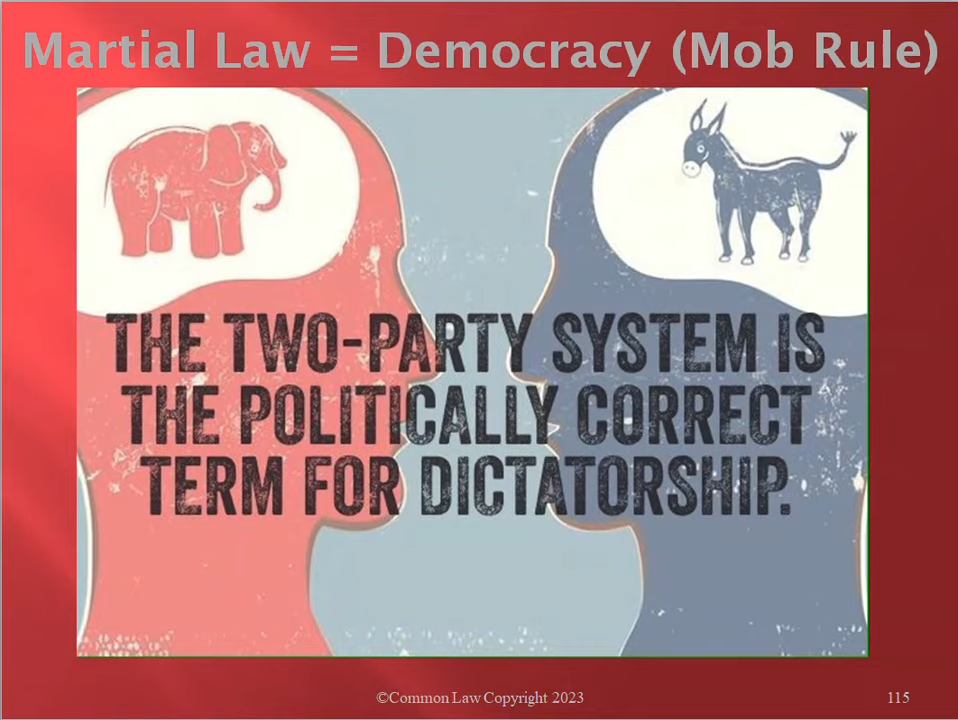 Martial Law = Democracy (Mob Rule)
THE TWO-PARTY SYSTEM IS
THE POLITICALLY CORRECT
TERM FOR DICTATORSHIP.
©Common Law Copyright 2023
115